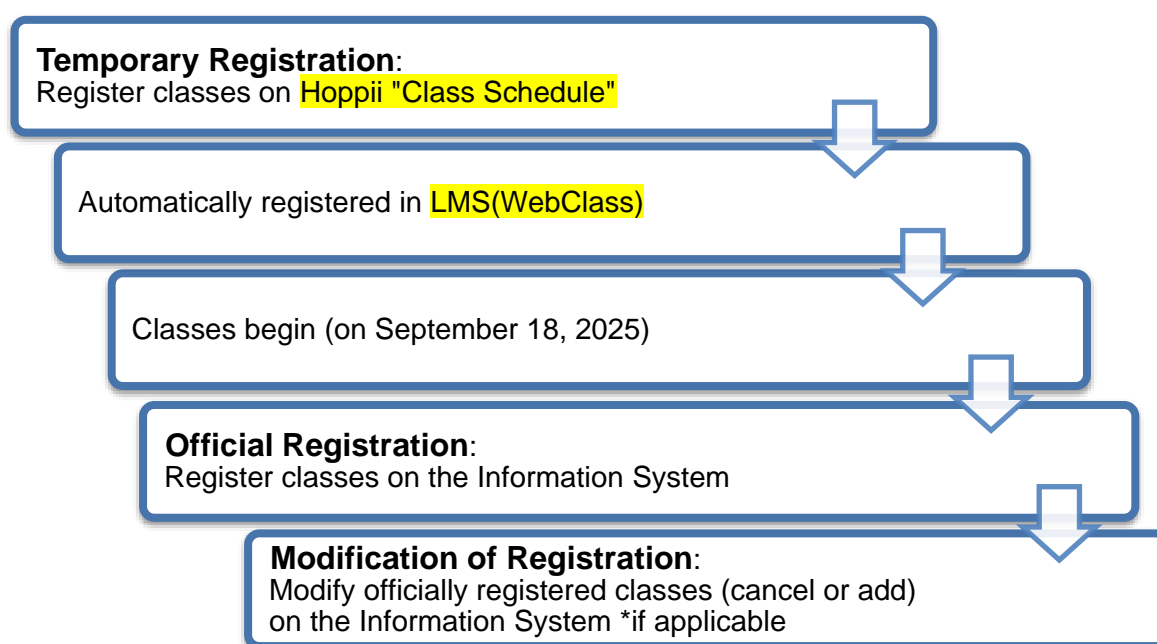 Temporary Registration:
Register classes on Hoppii "Class Schedule"
Automatically registered in LMS(WebClass)
Classes begin (on September 18, 2025)
Official Registration:
Register classes on the Information System
Modification of Registration:
Modify officially registered classes (cancel or add)
on the Information System *if applicable